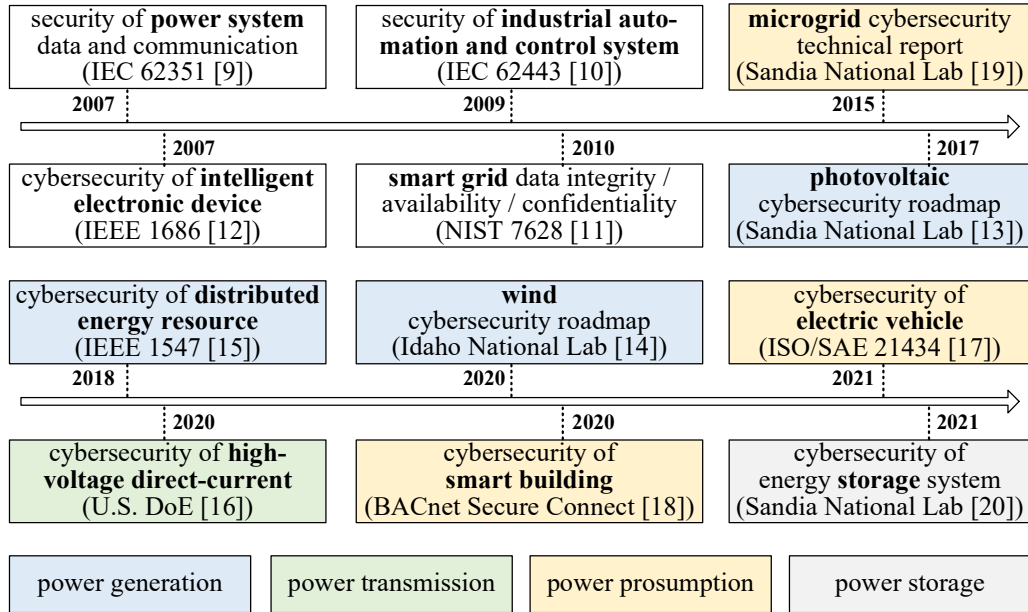 security of power system
data and communication
(IEC 62351 [9])
security of industrial auto-
mation and control system
(IEC 62443 [10])
microgrid cybersecurity
technical report
(Sandia National Lab [19])
2007
2009
2015
2007
2010
2017
cybersecurity of intelligent
electronic device
(IEEE 1686 [12])
smart grid data integrity /
availability / confidentiality
(NIST 7628 [11])
photovoltaic
cybersecurity roadmap
(Sandia National Lab [13])
cybersecurity of distributed
energy resource
(IEEE 1547 [15])
wind
cybersecurity roadmap
(Idaho National Lab [14])
cybersecurity of
electric vehicle
(ISO/SAE 21434 [17])
2018
2020
2021
2020
2020
2021
cybersecurity of high-
voltage direct-current
(U.S. DoE [16])
cybersecurity of
smart building
(BACnet Secure Connect [18])
cybersecurity of
energy storage system
(Sandia National Lab [20])
power generation
power transmission
power prosumption
power storage